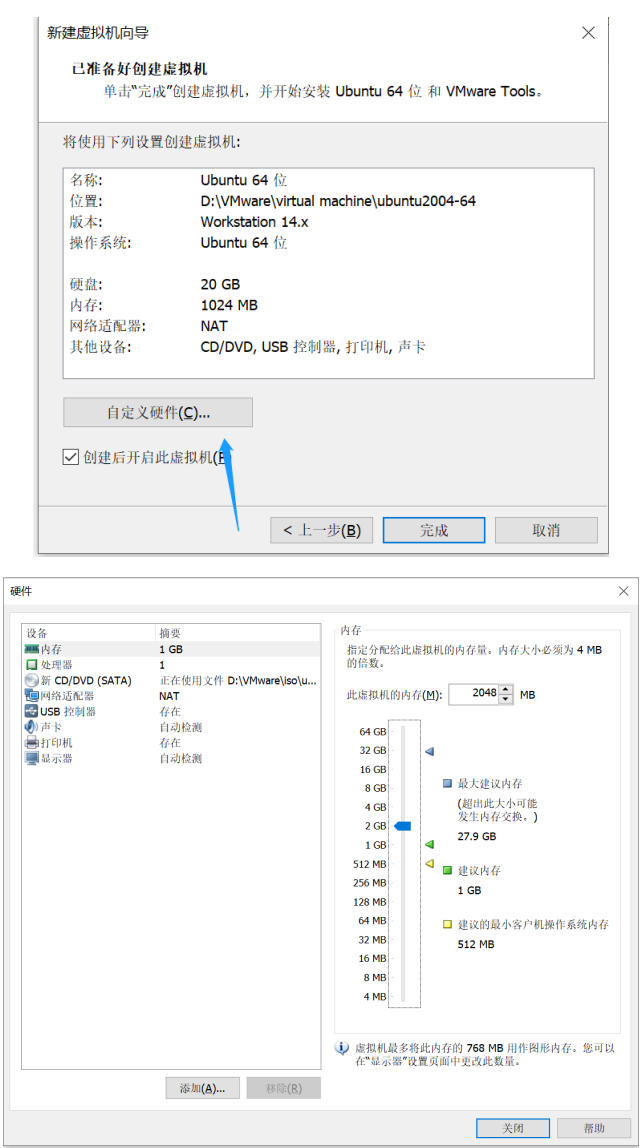 新建虚拟机向导
已准备好创建虚拟机
单击“完成”创建虚拟机，并开始安装 Ubuntu 64 位 和 VMware Tools。
将使用下列设置创建虚拟机:
名称: Ubuntu 64 位
位置: D:\VMware\virtual machine\ubuntu2004-64
版本: Workstation 14.x
操作系统: Ubuntu 64 位
硬盘: 20 GB
内存: 1024 MB
网络适配器: NAT
其他设备: CD/DVD, USB 控制器, 打印机, 声卡
自定义硬件(C)...
创建后开启此虚拟机(
< 上一步(B) 完成 取消
硬件
设备 摘要
内存 1 GB
处理器 1
新 CD/DVD (SATA) 正在使用文件 D:\VMware\iso\u...
网络适配器 NAT
USB 控制器 存在
声卡 自动检测
打印机 存在
显示器 自动检测
添加(A)... 移除(R)
内存
指定分配给此虚拟机的内存量。内存大小必须为 4 MB
的倍数。
此虚拟机的内存(M): 2048 MB
64 GB
32 GB
16 GB
8 GB
4 GB
2 GB
1 GB
512 MB
256 MB
128 MB
64 MB
32 MB
16 MB
8 MB
4 MB
最大建议内存
(超出此大小可能
发生内存交换。)
27.9 GB
建议内存
1 GB
建议的最小客户机操作系统内存
512 MB
虚拟机最多将此内存的 768 MB 用作图形内存。您可以
在“显示器”设置页面中更改此数量。
关闭 帮助